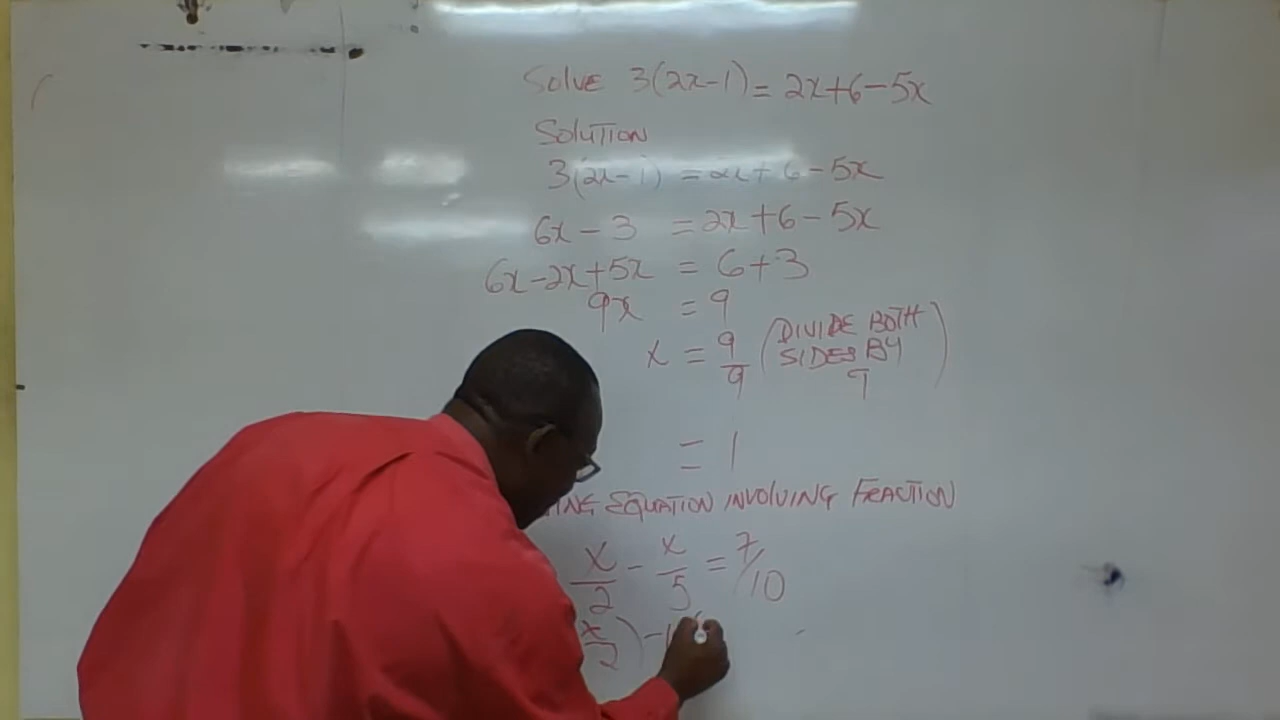 Solve 3(2x-1) = 2x+6-5x
Solution
3(2x-1) = 2x+6-5x
6x-3 = 2x+6-5x
6x-2x+5x = 6+3
9x = 9
x = 9/9 (DIVIDE BOTH
SIDES BY
9)
= 1
EQUATION INVOLVING FRACTION
x/2 - x/5 = 7/10
x/2) -